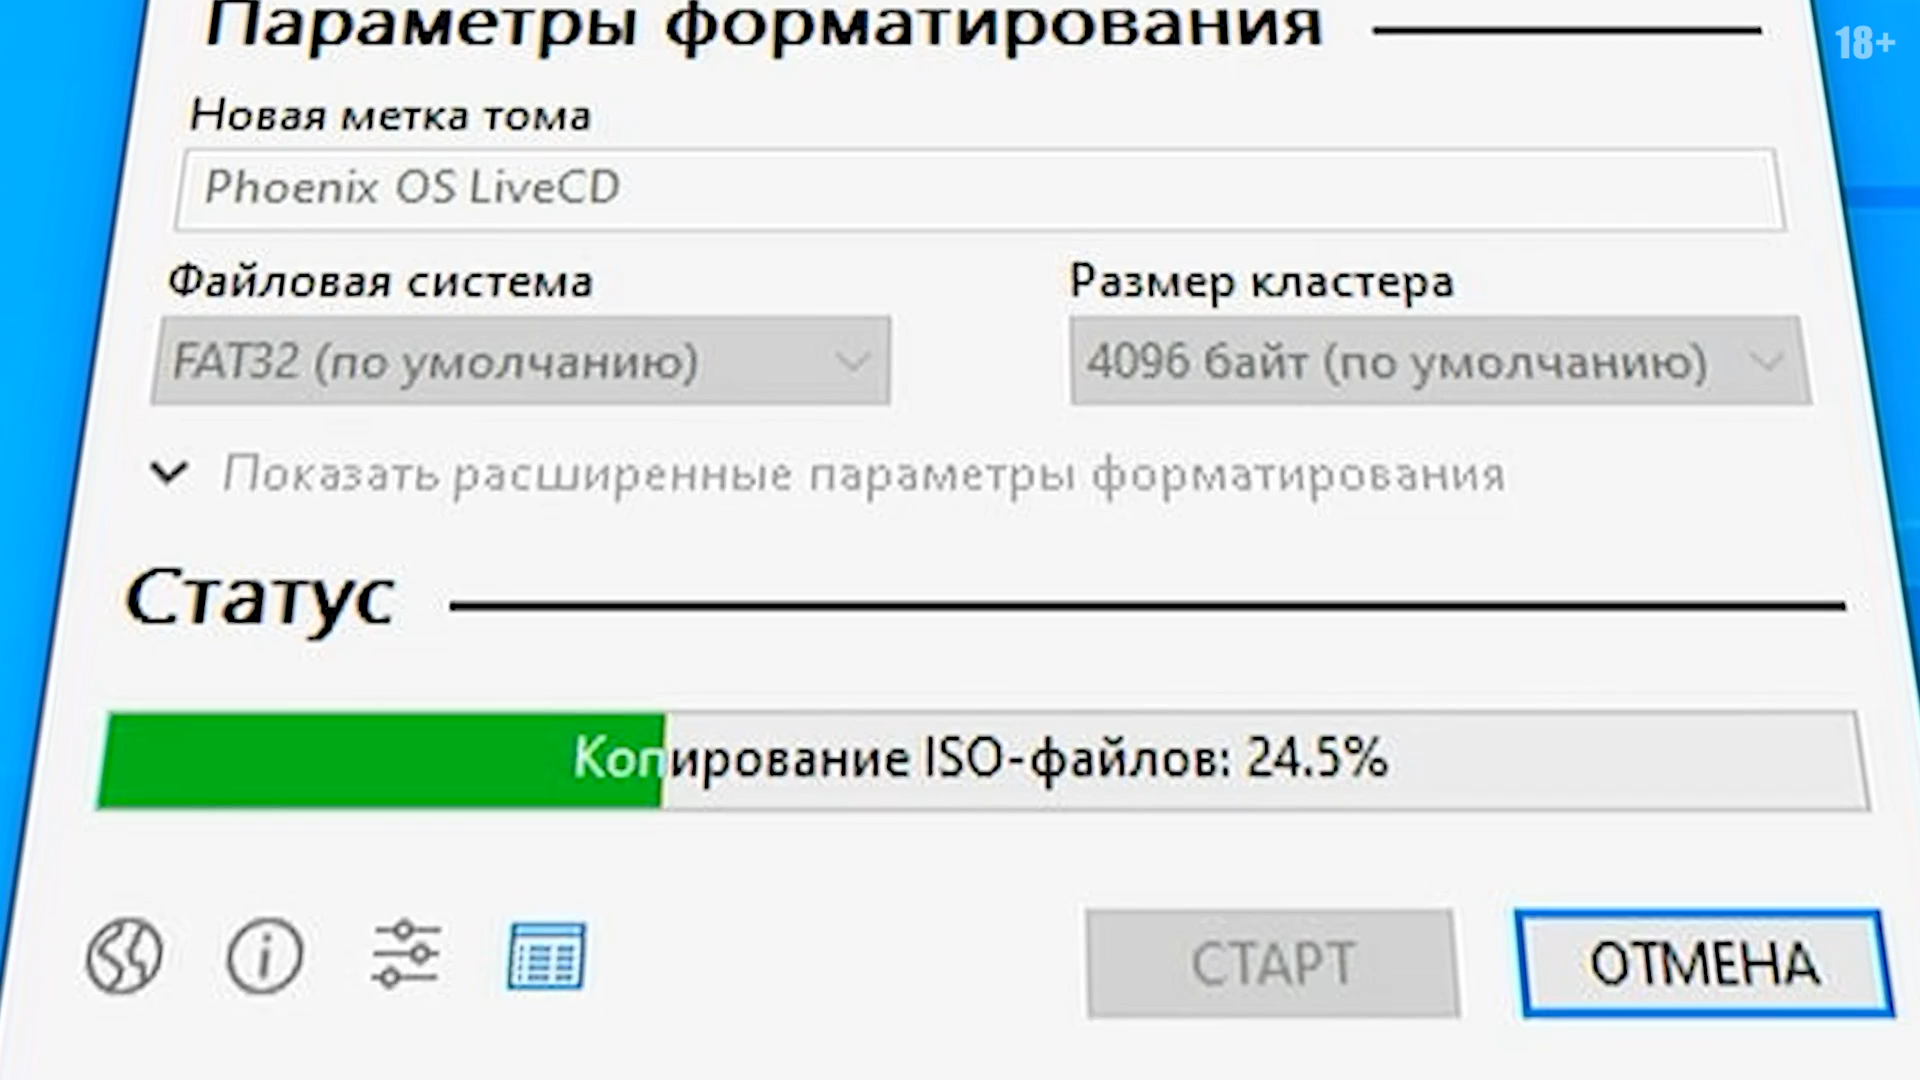 Параметры форматирования
18+
Новая метка тома
Phoenix OS LiveCD
Файловая система
Размер кластера
FAT32 (по умолчанию)
4096 байт (по умолчанию)
Показать расширенные параметры форматирования
Статус
Копирование ISO-файлов: 24.5%
СТАРТ
ОТМЕНА